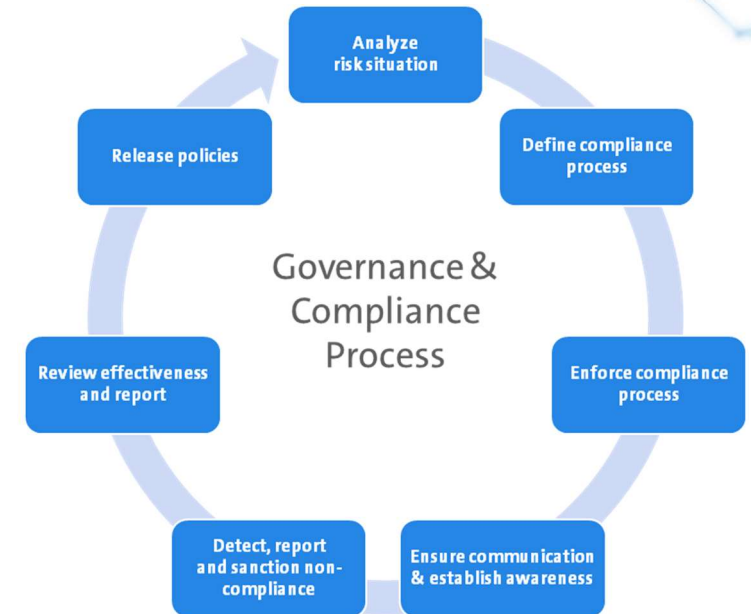 Analyze
risk situation
Define compliance
process
Enforce compliance
process
Ensure communication
& establish awareness
Detect, report
and sanction non-
compliance
Review effectiveness
and report
Release policies
Governance &
Compliance
Process